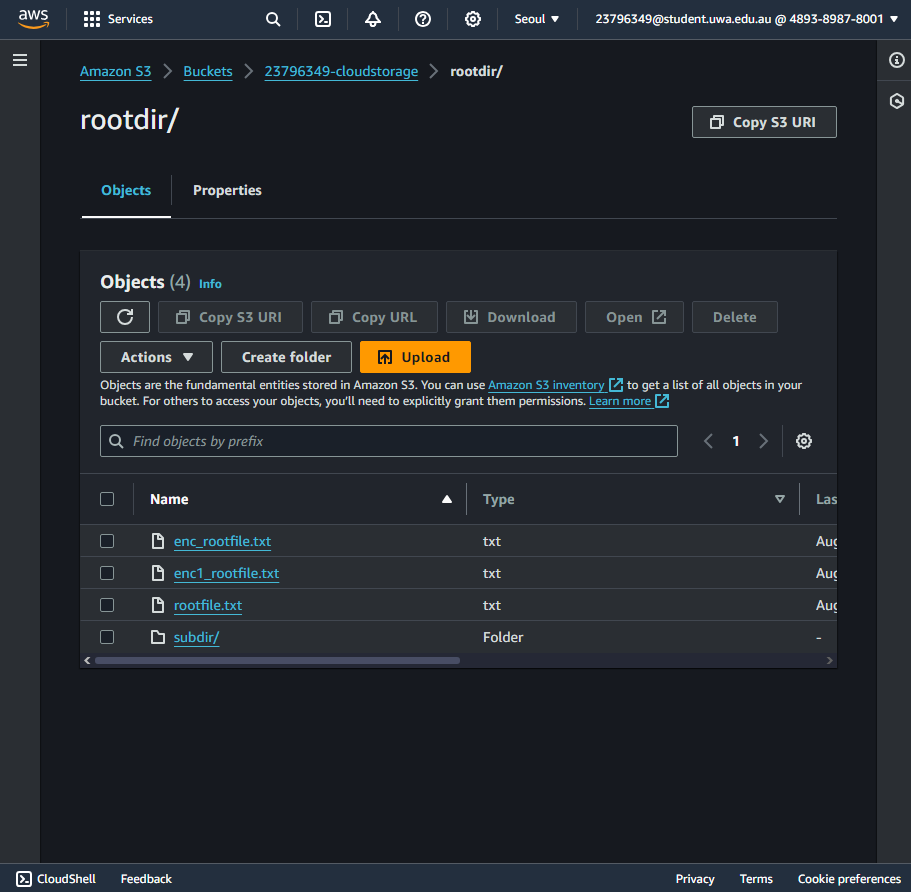 aws Services Seoul ▼ 23796349@student.uwa.edu.au @ 4893-8987-8001 ▼
Amazon S3 > Buckets > 23796349-cloudstorage > rootdir/
rootdir/
Copy S3 URI
Objects Properties
Objects (4) Info
Copy S3 URI Copy URL Download Open Delete
Actions ▼ Create folder Upload
Objects are the fundamental entities stored in Amazon S3. You can use Amazon S3 inventory to get a list of all objects in your
bucket. For others to access your objects, you'll need to explicitly grant them permissions. Learn more
Find objects by prefix < 1 >
Name ▲ Type ▽ Las
enc_rootfile.txt txt Aug
enc1_rootfile.txt txt Aug
rootfile.txt txt Aug
subdir/ Folder -
CloudShell Feedback Privacy Terms Cookie preferences